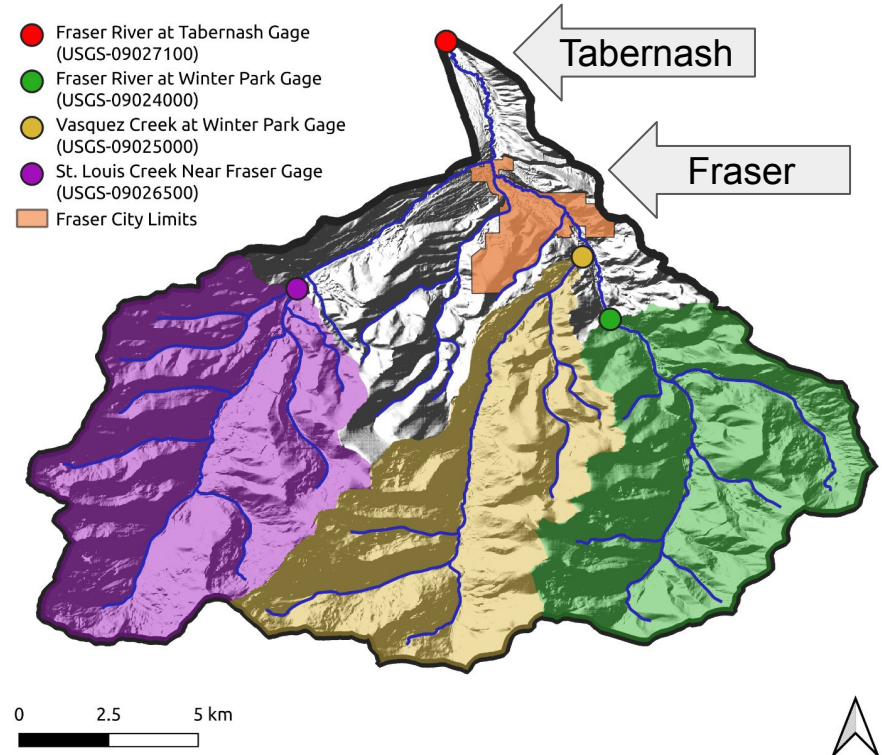 Fraser River at Tabernash Gage
(USGS-09027100)
Fraser River at Winter Park Gage
(USGS-09024000)
Vasquez Creek at Winter Park Gage
(USGS-09025000)
St. Louis Creek Near Fraser Gage
(USGS-09026500)
Fraser City Limits
Tabernash
Fraser
0 2.5 5 km